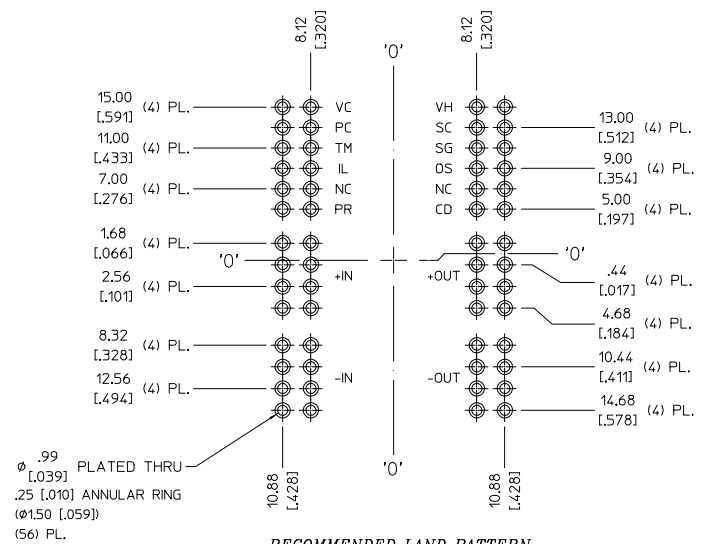 8.12
[.320]
8.12
[.320]
'O'
15.00
[.591]
(4) PL.
VC
VH
PC
SC
13.00
[.512]
(4) PL.
11.00
[.433]
(4) PL.
TM
SG
IL
OS
9.00
[.354]
(4) PL.
7.00
[.276]
(4) PL.
NC
NC
PR
CD
5.00
[.197]
(4) PL.
1.68
[.066]
(4) PL.
'O'
'O'
+IN
+OUT
2.56
[.101]
(4) PL.
.44
[.017]
(4) PL.
4.68
[.184]
(4) PL.
8.32
[.328]
(4) PL.
10.44
[.411]
(4) PL.
12.56
[.494]
(4) PL.
-IN
-OUT
14.68
[.578]
(4) PL.
ø .99
[.039]
PLATED THRU
.25 [.010] ANNULAR RING
(ø1.50 [.059])
(56) PL.
10.88
[.428]
'O'
10.88
[.428]
RECOMMENDED LAND PATTERN